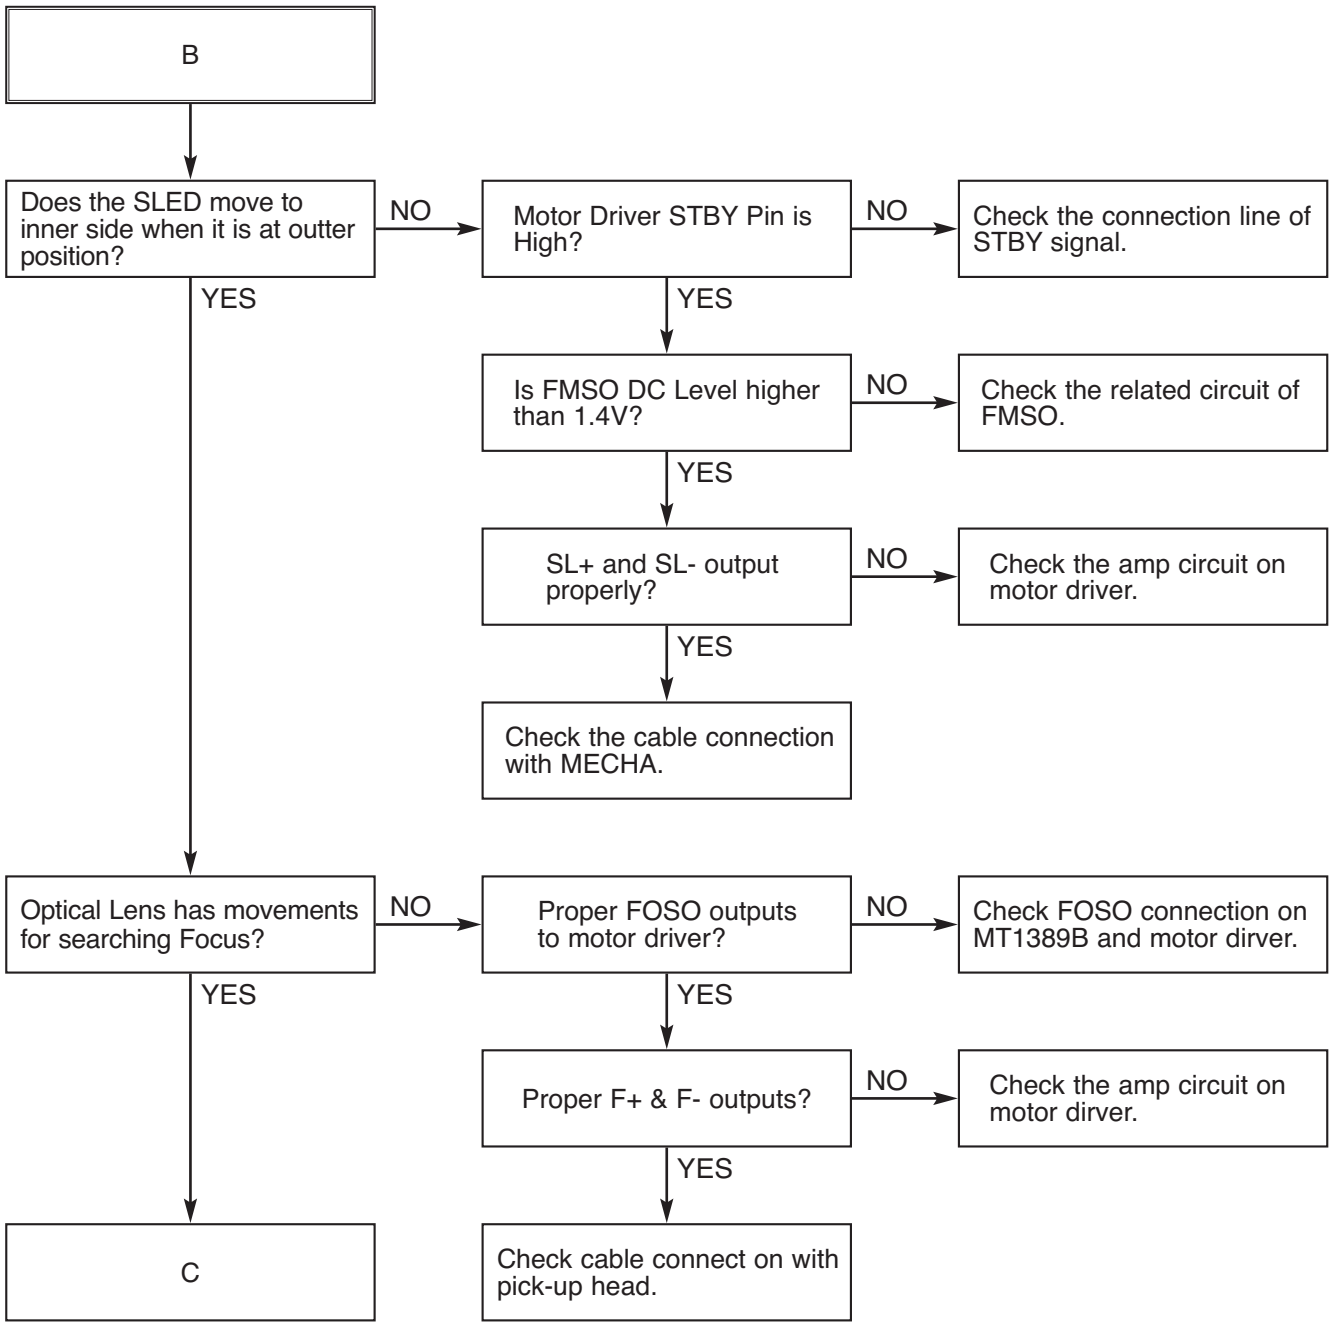 B
Does the SLED move to
inner side when it is at outter
position?
NO
Motor Driver STBY Pin is
High?
NO
Check the connection line of
STBY signal.
YES
YES
Is FMSO DC Level higher
than 1.4V?
NO
Check the related circuit of
FMSO.
YES
SL+ and SL- output
properly?
NO
Check the amp circuit on
motor driver.
YES
Check the cable connection
with MECHA.
Optical Lens has movements
for searching Focus?
NO
Proper FOSO outputs
to motor driver?
NO
Check FOSO connection on
MT1389B and motor dirver.
YES
YES
Proper F+ & F- outputs?
NO
Check the amp circuit on
motor dirver.
YES
C
Check cable connect on with
pick-up head.